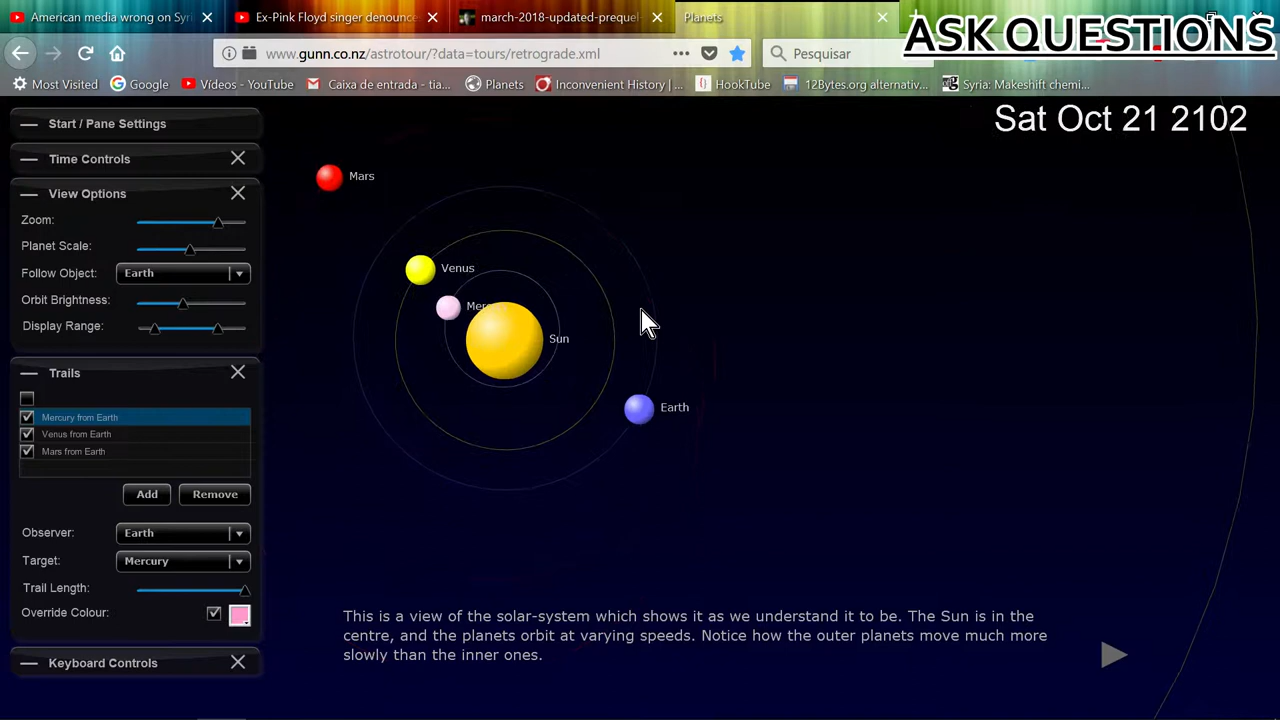 American media wrong on Syri
Ex-Pink Floyd singer denounce
march-2018-updated-prequel-
Planets
ASK QUESTIONS
www.gunn.co.nz/astrotour/?data=tours/retrograde.xml
Pesquisar
Most Visited
Google
Vídeos - YouTube
Caixa de entrada - tia...
Planets
Inconvenient History | ...
HookTube
12Bytes.org alternativ...
Syria: Makeshift chemi...
Sat Oct 21 2102
Start / Pane Settings
Time Controls
View Options
Zoom:
Planet Scale:
Follow Object:
Earth
Orbit Brightness:
Display Range:
Trails
Mercury from Earth
Venus from Earth
Mars from Earth
Add
Remove
Observer:
Earth
Target:
Mercury
Trail Length:
Override Colour:
Keyboard Controls
Mars
Venus
Merc
Sun
Earth
This is a view of the solar-system which shows it as we understand it to be. The Sun is in the
centre, and the planets orbit at varying speeds. Notice how the outer planets move much more
slowly than the inner ones.